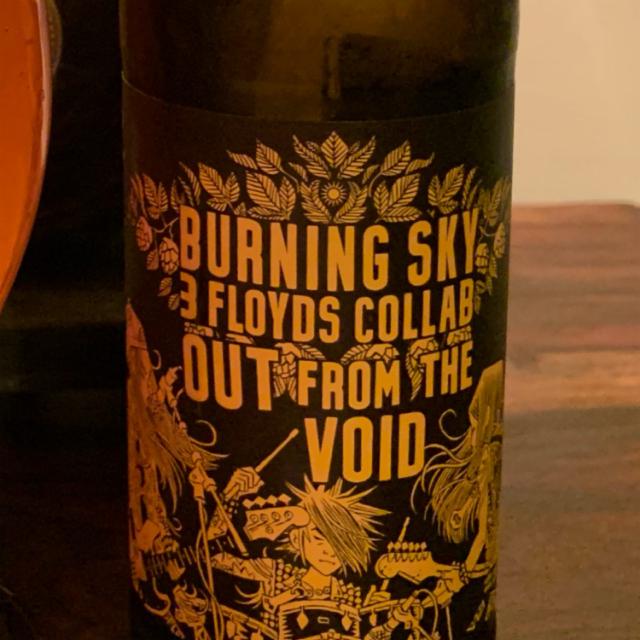 BURNING SKY
3 FLOYDS COLLAB
OUT FROM THE
VOID